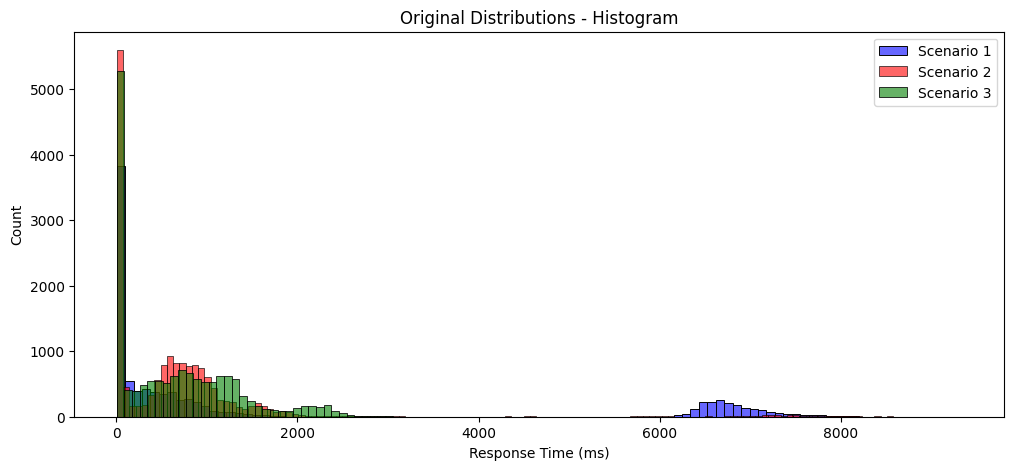 Original Distributions - Histogram
Scenario 1
Scenario 2
Scenario 3
5000
4000
3000
2000
1000
0
Count
0 2000 4000 6000 8000
Response Time (ms)